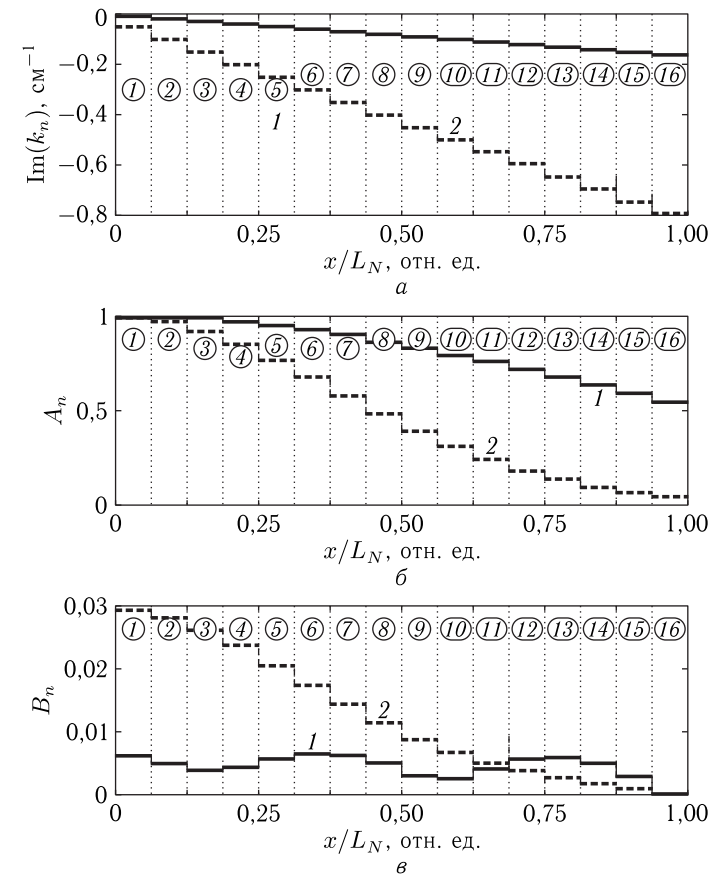 0
−0,2
−0,4
−0,6
−0,8
Im(kₙ), см⁻¹
① ② ③ ④ ⑤ ⑥ ⑦ ⑧ ⑨ ⑩ ⑪ ⑫ ⑬ ⑭ ⑮ ⑯
1
2
0 0,25 0,50 0,75 1,00
x/L_N, отн. ед.
а
1
0,5
0
Aₙ
① ② ③ ④ ⑤ ⑥ ⑦ ⑧ ⑨ ⑩ ⑪ ⑫ ⑬ ⑭ ⑮ ⑯
1
2
0 0,25 0,50 0,75 1,00
x/L_N, отн. ед.
б
0,03
0,02
0,01
0
Bₙ
① ② ③ ④ ⑤ ⑥ ⑦ ⑧ ⑨ ⑩ ⑪ ⑫ ⑬ ⑭ ⑮ ⑯
2
1
0 0,25 0,50 0,75 1,00
x/L_N, отн. ед.
в